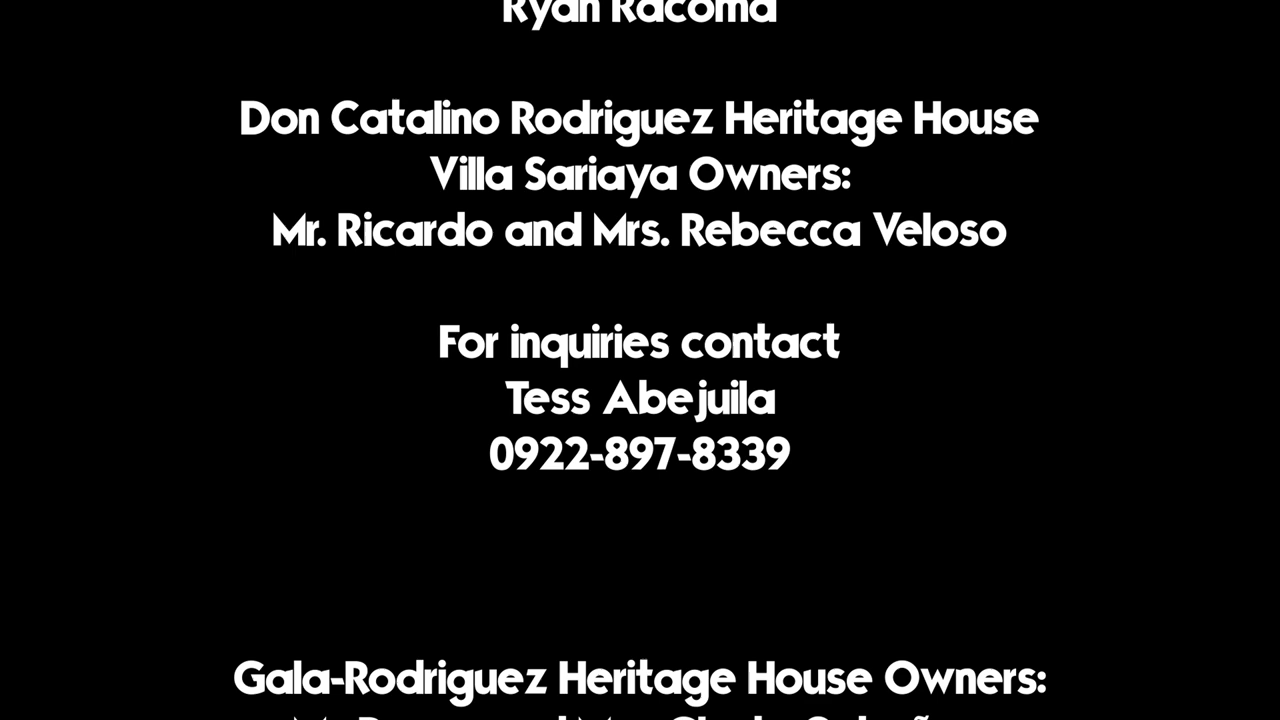 Ryan Racoma
Don Catalino Rodriguez Heritage House
Villa Sariaya Owners:
Mr. Ricardo and Mrs. Rebecca Veloso
For inquiries contact
Tess Abejuila
0922-897-8339
Gala-Rodriguez Heritage House Owners: